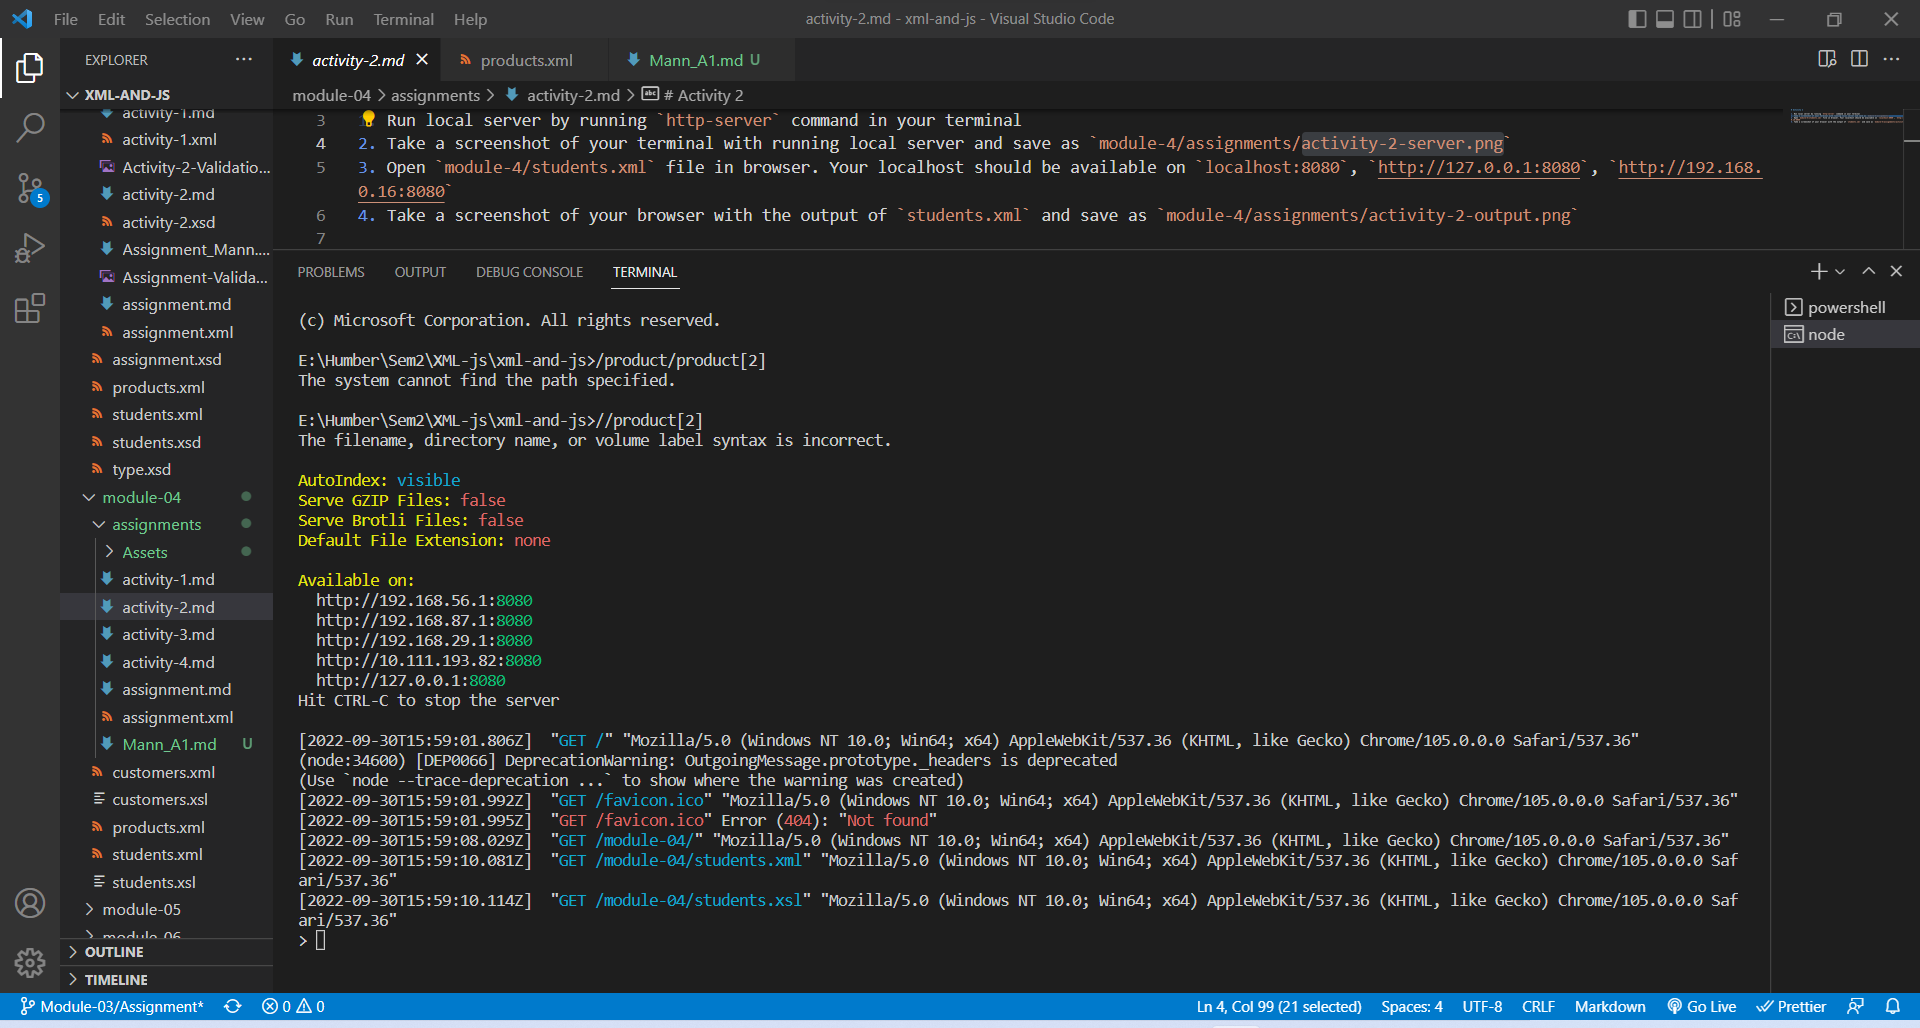 File Edit Selection View Go Run Terminal Help
activity-2.md - xml-and-js - Visual Studio Code
EXPLORER
XML-AND-JS
activity-1.md
activity-1.xml
Activity-2-Validatio...
activity-2.md
activity-2.xsd
Assignment_Mann....
Assignment-Valida...
assignment.md
assignment.xml
assignment.xsd
products.xml
students.xml
students.xsd
type.xsd
module-04
assignments
Assets
activity-1.md
activity-2.md
activity-3.md
activity-4.md
assignment.md
assignment.xml
Mann_A1.md U
customers.xml
customers.xsl
products.xml
students.xml
students.xsl
module-05
module-06
OUTLINE
TIMELINE
5
activity-2.md
products.xml
Mann_A1.md U
module-04 > assignments > activity-2.md > # Activity 2
3 Run local server by running `http-server` command in your terminal
4 2. Take a screenshot of your terminal with running local server and save as `module-4/assignments/activity-2-server.png`
5 3. Open `module-4/students.xml` file in browser. Your localhost should be available on `localhost:8080`, `http://127.0.0.1:8080`, `http://192.168.
0.16:8080`
6 4. Take a screenshot of your browser with the output of `students.xml` and save as `module-4/assignments/activity-2-output.png`
7
PROBLEMS OUTPUT DEBUG CONSOLE TERMINAL
powershell
node
(c) Microsoft Corporation. All rights reserved.
E:\Humber\Sem2\XML-js\xml-and-js>/product/product[2]
The system cannot find the path specified.
E:\Humber\Sem2\XML-js\xml-and-js>//product[2]
The filename, directory name, or volume label syntax is incorrect.
AutoIndex: visible
Serve GZIP Files: false
Serve Brotli Files: false
Default File Extension: none
Available on:
http://192.168.56.1:8080
http://192.168.87.1:8080
http://192.168.29.1:8080
http://10.111.193.82:8080
http://127.0.0.1:8080
Hit CTRL-C to stop the server
[2022-09-30T15:59:01.806Z]  "GET /" "Mozilla/5.0 (Windows NT 10.0; Win64; x64) AppleWebKit/537.36 (KHTML, like Gecko) Chrome/105.0.0.0 Safari/537.36"
(node:34600) [DEP0066] DeprecationWarning: OutgoingMessage.prototype._headers is deprecated
(Use `node --trace-deprecation ...` to show where the warning was created)
[2022-09-30T15:59:01.992Z]  "GET /favicon.ico" "Mozilla/5.0 (Windows NT 10.0; Win64; x64) AppleWebKit/537.36 (KHTML, like Gecko) Chrome/105.0.0.0 Safari/537.36"
[2022-09-30T15:59:01.995Z]  "GET /favicon.ico" Error (404): "Not found"
[2022-09-30T15:59:08.029Z]  "GET /module-04/" "Mozilla/5.0 (Windows NT 10.0; Win64; x64) AppleWebKit/537.36 (KHTML, like Gecko) Chrome/105.0.0.0 Safari/537.36"
[2022-09-30T15:59:10.081Z]  "GET /module-04/students.xml" "Mozilla/5.0 (Windows NT 10.0; Win64; x64) AppleWebKit/537.36 (KHTML, like Gecko) Chrome/105.0.0.0 Saf
ari/537.36"
[2022-09-30T15:59:10.114Z]  "GET /module-04/students.xsl" "Mozilla/5.0 (Windows NT 10.0; Win64; x64) AppleWebKit/537.36 (KHTML, like Gecko) Chrome/105.0.0.0 Saf
ari/537.36"
>
Module-03/Assignment* 0 0 Ln 4, Col 99 (21 selected) Spaces: 4 UTF-8 CRLF Markdown Go Live Prettier